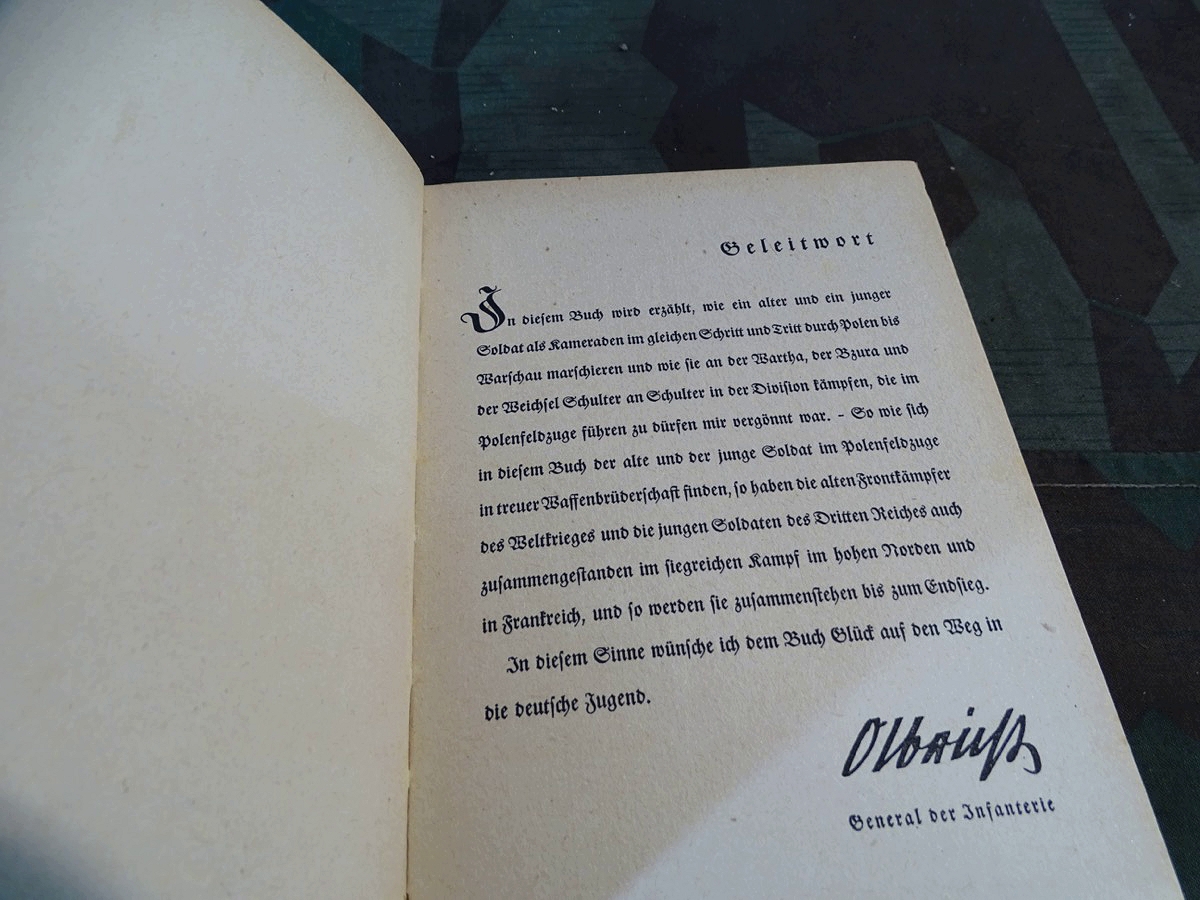 Geleitwort
In diesem Buch wird erzählt, wie ein alter und ein junger
Soldat als Kameraden im gleichen Schritt und Tritt durch Polen bis
Warschau marschieren und wie sie an der Wartha, der Bzura und
der Weichsel Schulter an Schulter in der Division kämpfen, die im
Polenfeldzuge führen zu dürfen mir vergönnt war. – So wie sich
in diesem Buch der alte und der junge Soldat im Polenfeldzuge
in treuer Waffenbrüderschaft finden, so haben die alten Frontkämpfer
des Weltkrieges und die jungen Soldaten des Dritten Reiches auch
zusammengestanden im siegreichen Kampf im hohen Norden und
in Frankreich, und so werden sie zusammenstehen bis zum Endsieg.
In diesem Sinne wünsche ich dem Buch Glück auf den Weg in
die deutsche Jugend.
Olbricht
General der Infanterie